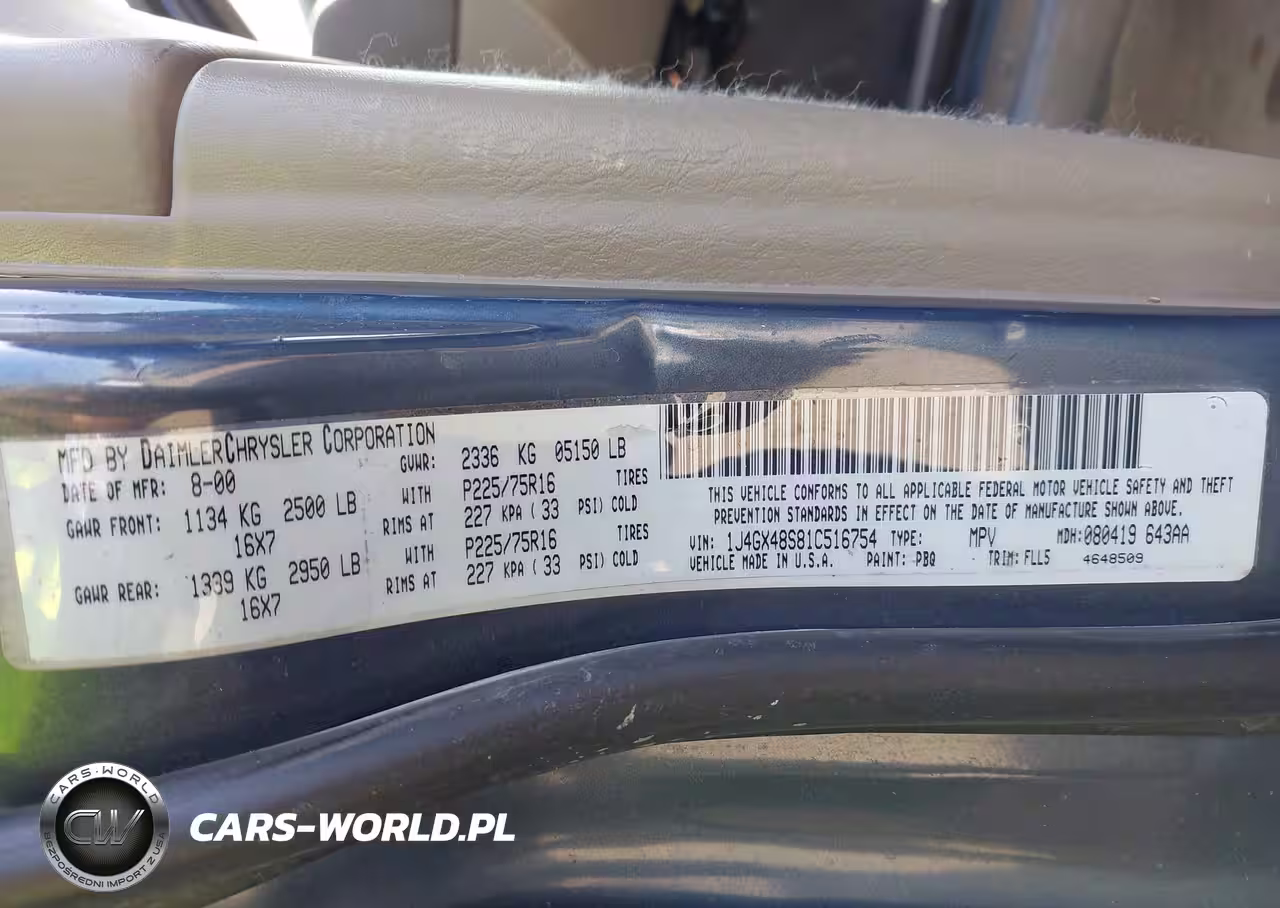 MFD BY DAIMLERCHRYSLER CORPORATION
DATE OF MFR: 8-00
GVWR: 2336 KG 05150 LB
GAWR FRONT: 1134 KG 2500 LB
WITH P225/75R16 TIRES
16X7 RIMS AT 227 KPA ( 33 PSI) COLD
GAWR REAR: 1339 KG 2950 LB
WITH P225/75R16 TIRES
16X7 RIMS AT 227 KPA ( 33 PSI) COLD
THIS VEHICLE CONFORMS TO ALL APPLICABLE FEDERAL MOTOR VEHICLE SAFETY AND THEFT
PREVENTION STANDARDS IN EFFECT ON THE DATE OF MANUFACTURE SHOWN ABOVE.
VIN: 1J4GX48S81C516754 TYPE: MPV MDH:080419 643AA
VEHICLE MADE IN U.S.A. PAINT: PBQ TRIM: FLL5 4648509
CARS-WORLD
CW
BEZPOŚREDNI IMPORT Z USA
CARS-WORLD.PL